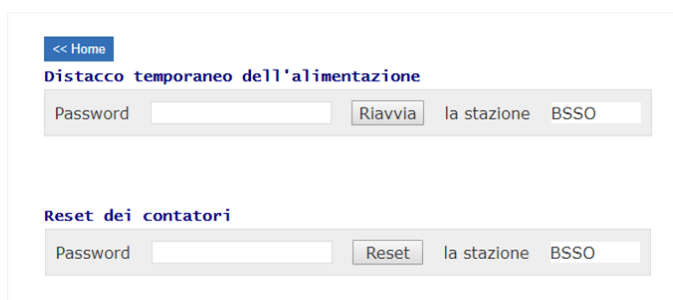 << Home
Distacco temporaneo dell'alimentazione
Password Riavvia la stazione BSSO
Reset dei contatori
Password Reset la stazione BSSO